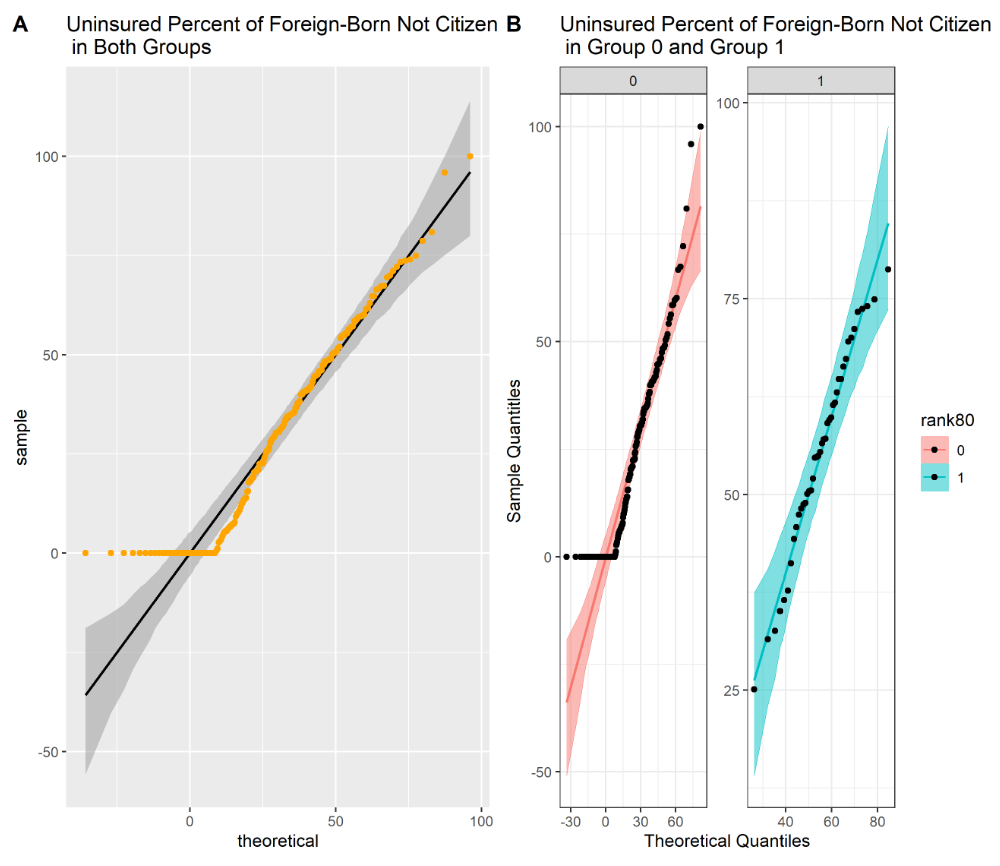 A
Uninsured Percent of Foreign-Born Not Citizen
in Both Groups
sample
100
50
0
-50
0
50
100
theoretical
B
Uninsured Percent of Foreign-Born Not Citizen
in Group 0 and Group 1
0
1
Sample Quantitles
100
50
0
-50
100
75
50
25
-30
0
30
60
40
60
80
Theoretical Quantiles
rank80
0
1